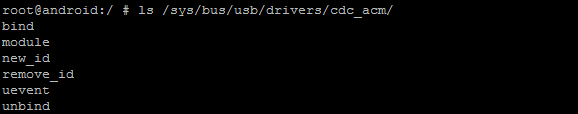 root@android:/ # ls /sys/bus/usb/drivers/cdc_acm/
bind
module
new_id
remove_id
uevent
unbind